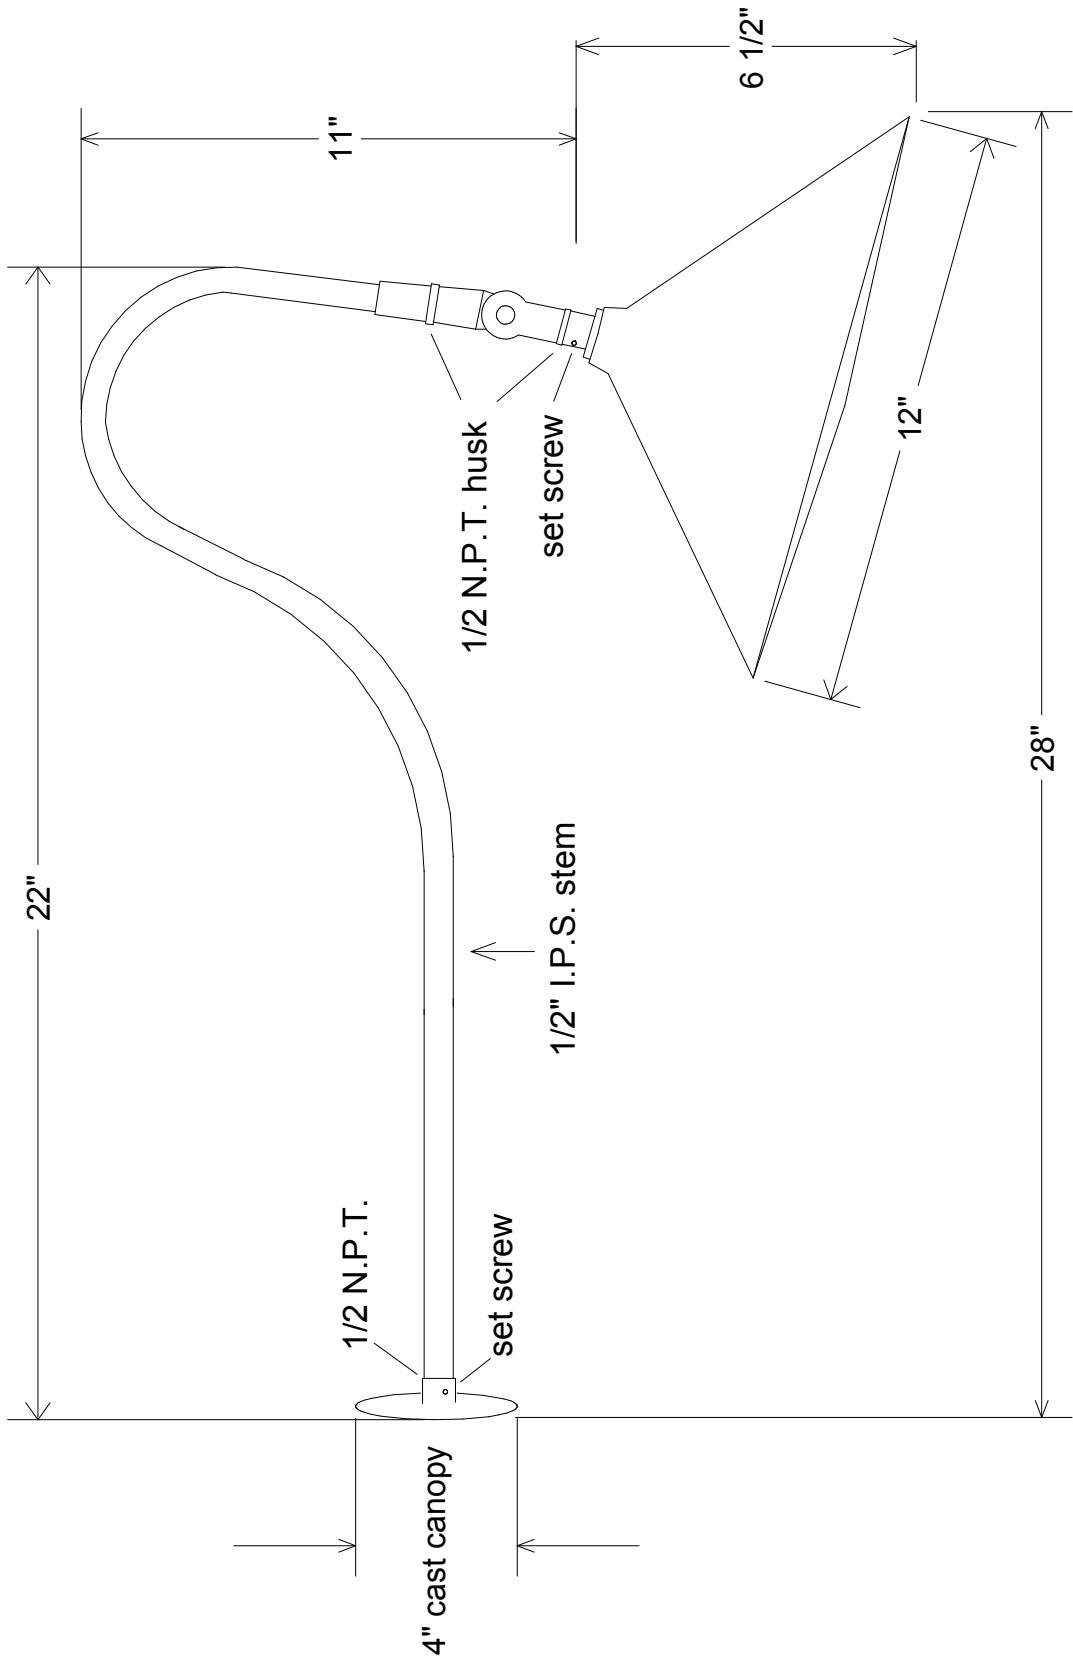 22"
11"
6 1/2"
1/2 N.P.T. husk
set screw
12"
28"
1/2" I.P.S. stem
1/2 N.P.T.
set screw
4" cast canopy